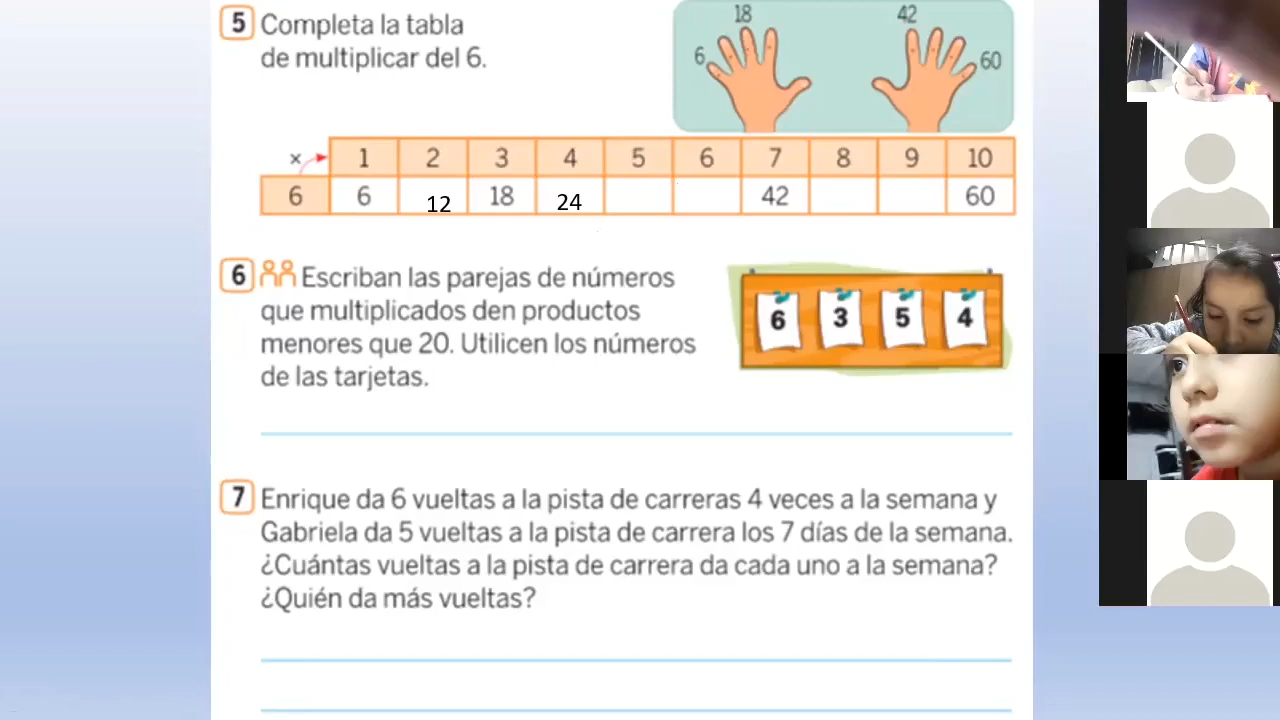 5 Completa la tabla
de multiplicar del 6.
18 42
6 60
× 1 2 3 4 5 6 7 8 9 10
6 6 12 18 24 42 60
6 Escriban las parejas de números
que multiplicados den productos
menores que 20. Utilicen los números
de las tarjetas.
6 3 5 4
7 Enrique da 6 vueltas a la pista de carreras 4 veces a la semana y
Gabriela da 5 vueltas a la pista de carrera los 7 días de la semana.
¿Cuántas vueltas a la pista de carrera da cada uno a la semana?
¿Quién da más vueltas?